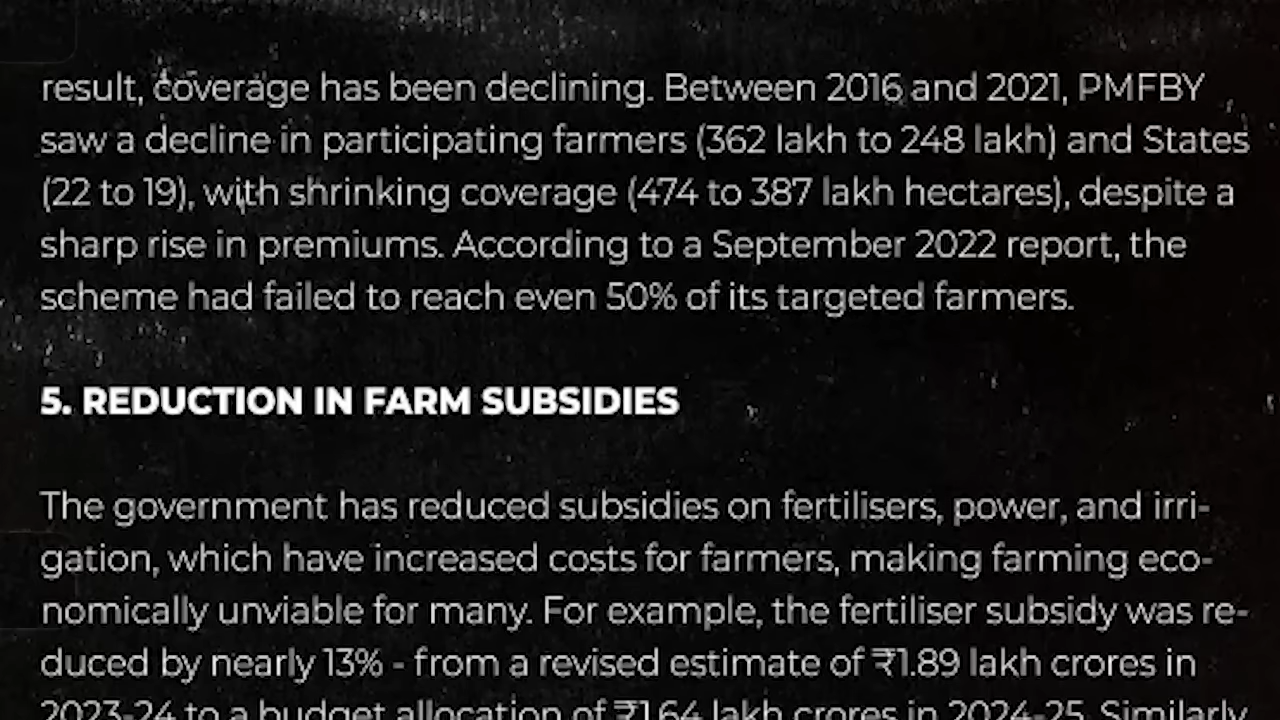 result, coverage has been declining. Between 2016 and 2021, PMFBY
saw a decline in participating farmers (362 lakh to 248 lakh) and States
(22 to 19), with shrinking coverage (474 to 387 lakh hectares), despite a
sharp rise in premiums. According to a September 2022 report, the
scheme had failed to reach even 50% of its targeted farmers.
5. REDUCTION IN FARM SUBSIDIES
The government has reduced subsidies on fertilisers, power, and irri-
gation, which have increased costs for farmers, making farming eco-
nomically unviable for many. For example, the fertiliser subsidy was re-
duced by nearly 13% - from a revised estimate of ₹1.89 lakh crores in
2023-24 to a budget allocation of ₹1.64 lakh crores in 2024-25. Similarly